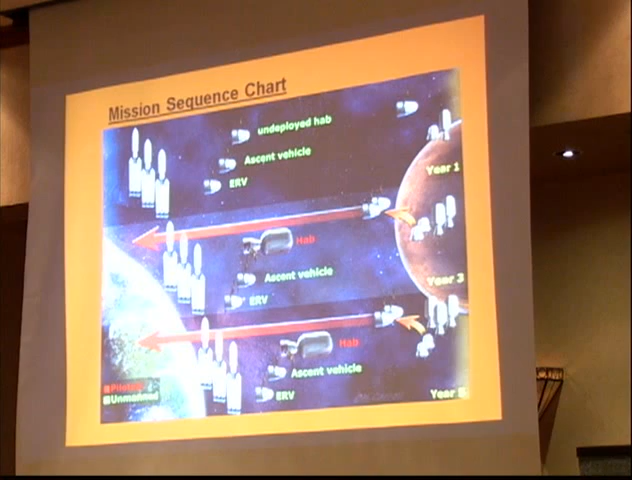 Mission Sequence Chart
undeployed hab
Ascent vehicle
ERV
Year 1
Hab
Ascent vehicle
ERV
Year 3
Hab
Ascent vehicle
ERV
Year
Unmanned